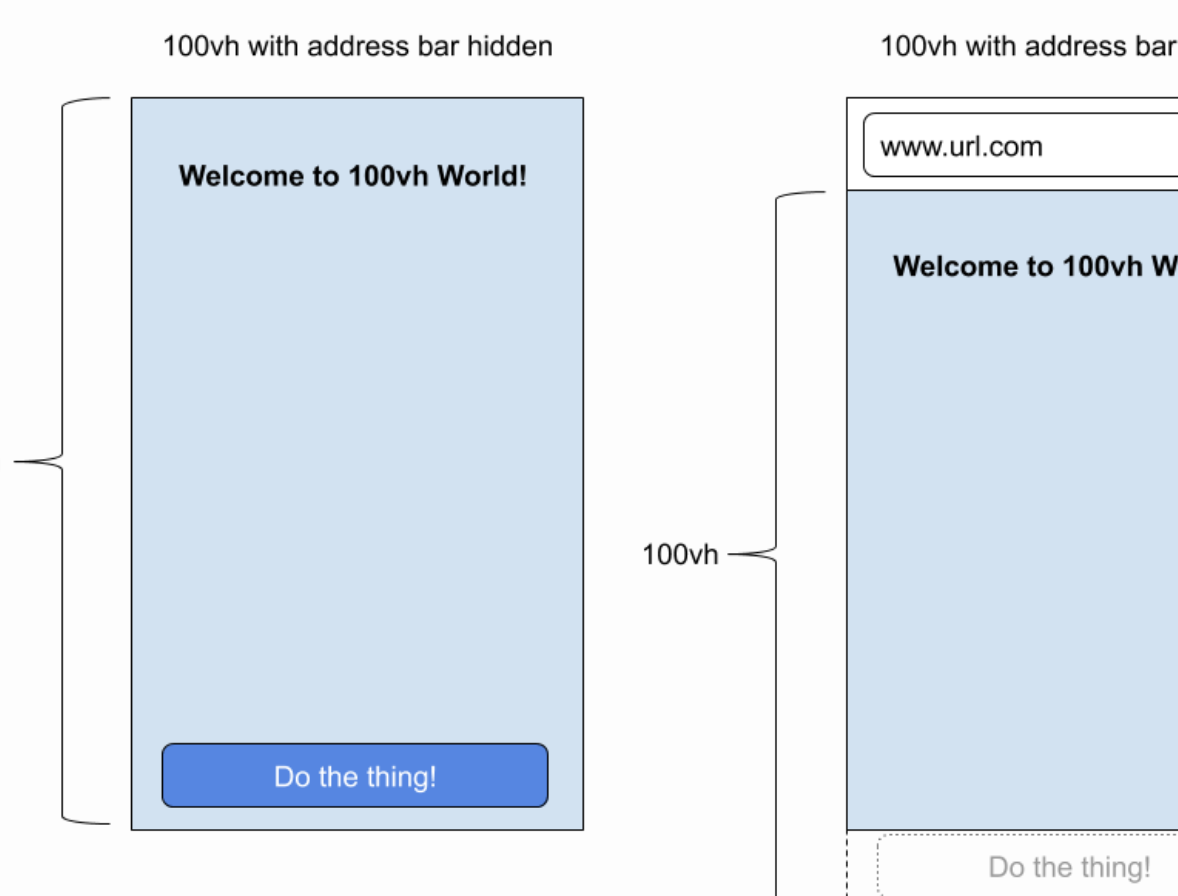 100vh with address bar hidden
Welcome to 100vh World!
Do the thing!
100vh with address bar
www.url.com
Welcome to 100vh W
100vh
Do the thing!